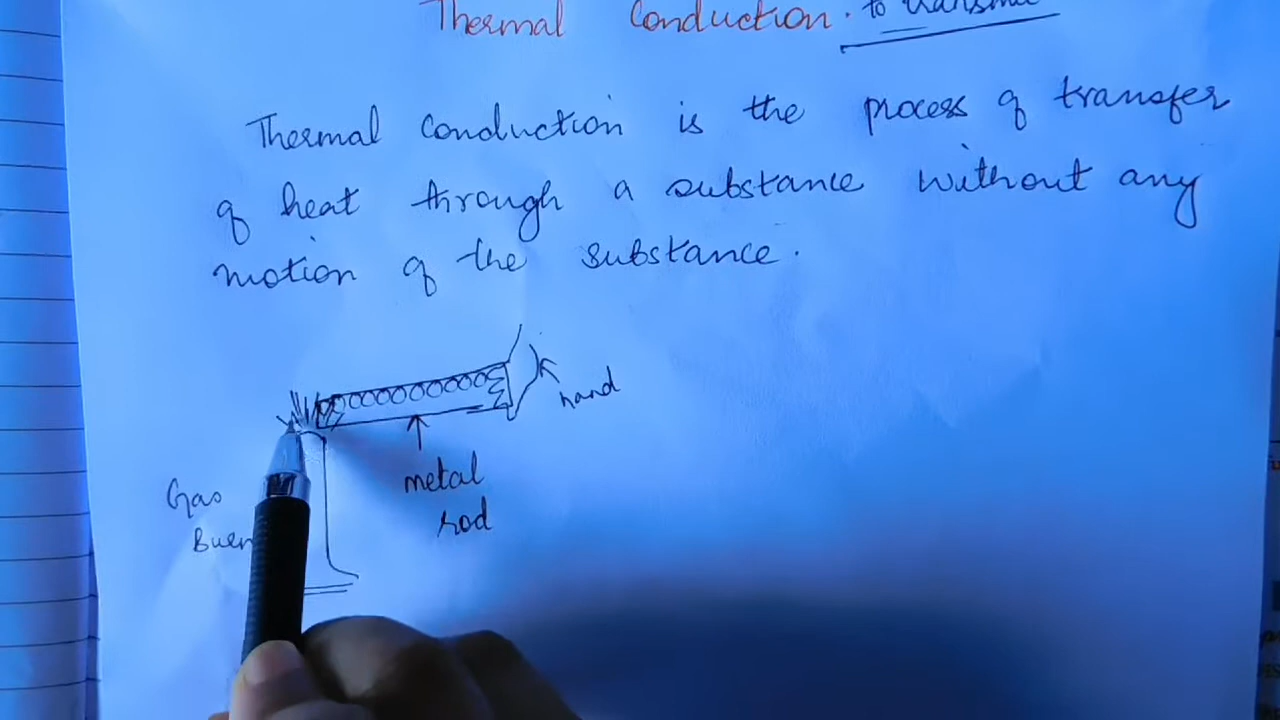 Thermal Conduction. to
Thermal conduction is the process of transfer
of heat through a substance without any
motion of the substance.
hand
metal
rod
Gas